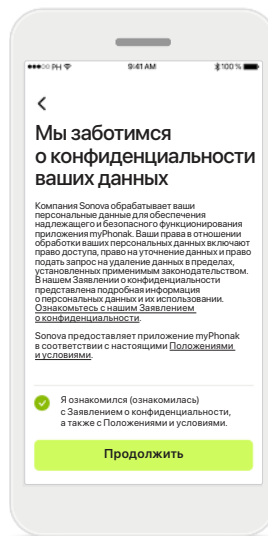 PH 9:41 AM 100 %
Мы заботимся
о конфиденциальности
ваших данных
Компания Sonova обрабатывает ваши
персональные данные для обеспечения
надлежащего и безопасного функционирования
приложения myPhonak. Ваши права в отношении
обработки ваших персональных данных включают
право доступа, право на уточнение данных и право
подать запрос на удаление данных в пределах,
установленных применимым законодательством.
В нашем Заявлении о конфиденциальности
представлена подробная информация
о персональных данных и их использовании.
Ознакомьтесь с нашим Заявлением
о конфиденциальности.
Sonova предоставляет приложение myPhonak
в соответствии с настоящими Положениями
и условиями.
Я ознакомился (ознакомилась)
с Заявлением о конфиденциальности,
а также с Положениями и условиями.
Продолжить